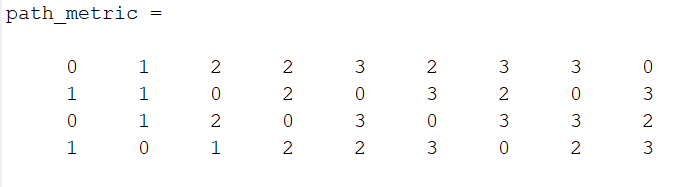 path_metric =
0 1 2 2 3 2 3 3 0
1 1 0 2 0 3 2 0 3
0 1 2 0 3 0 3 3 2
1 0 1 2 2 3 0 2 3